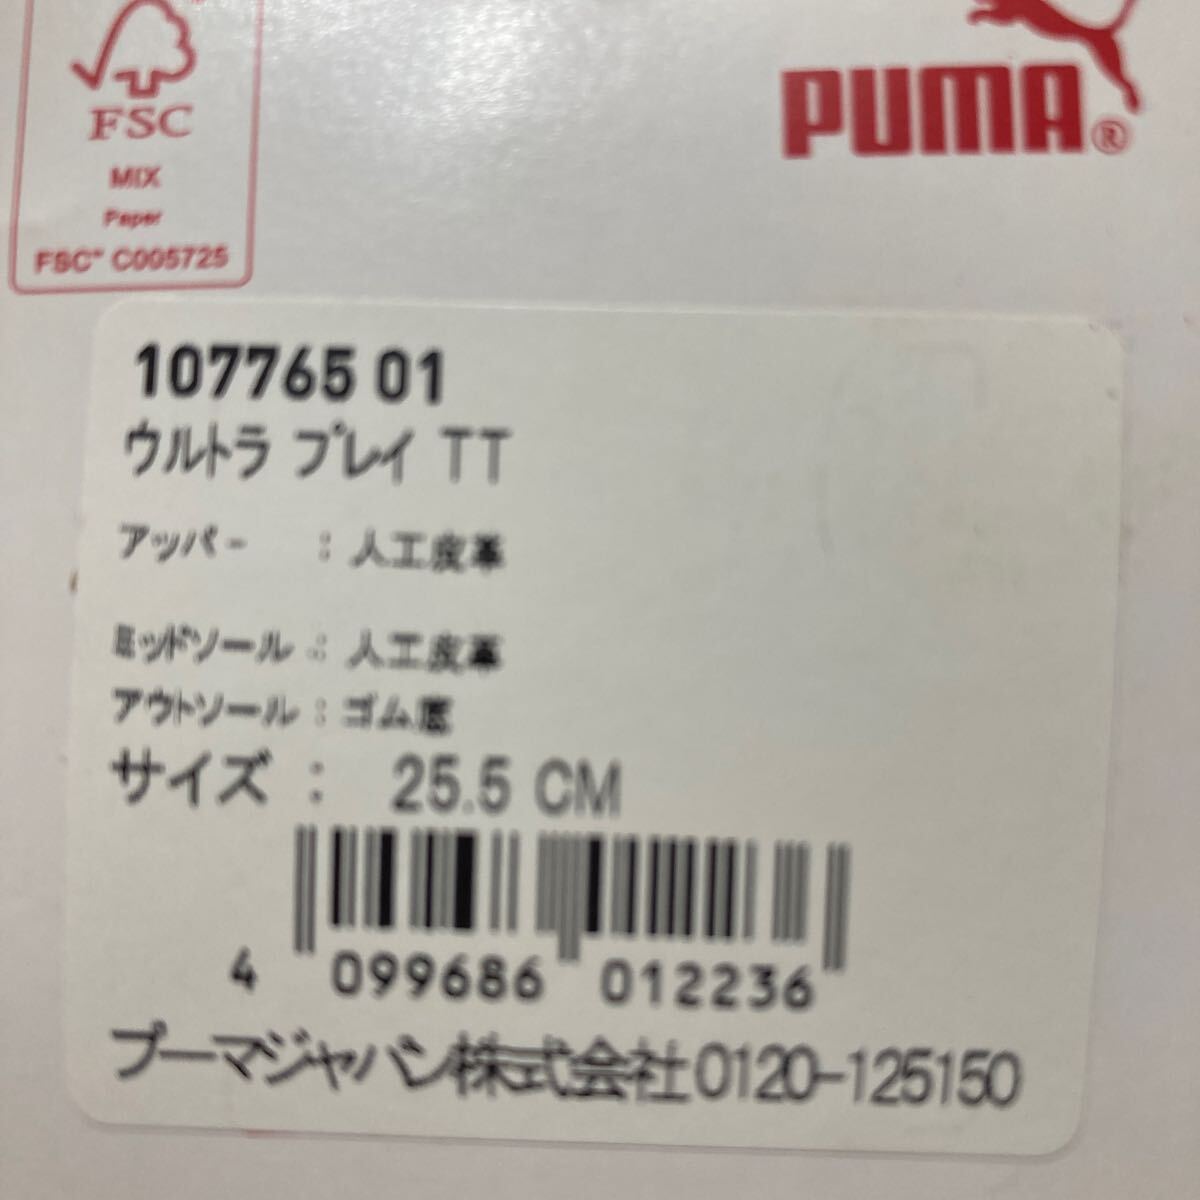 FSC
MIX
Paper
FSC® C005725
PUMA®
107765 01
ウルトラ プレイ TT
アッパー : 人工皮革
ミッドソール : 人工皮革
アウトソール : ゴム底
サイズ : 25.5 CM
4 099686 012236
プーマジャパン株式会社0120-125150